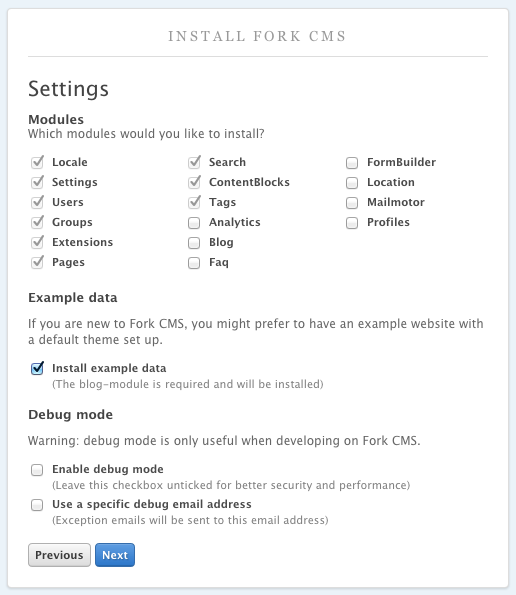 INSTALL FORK CMS
Settings
Modules
Which modules would you like to install?
Locale
Settings
Users
Groups
Extensions
Pages
Search
ContentBlocks
Tags
Analytics
Blog
Faq
FormBuilder
Location
Mailmotor
Profiles
Example data
If you are new to Fork CMS, you might prefer to have an example website with
a default theme set up.
Install example data
(The blog-module is required and will be installed)
Debug mode
Warning: debug mode is only useful when developing on Fork CMS.
Enable debug mode
(Leave this checkbox unticked for better security and performance)
Use a specific debug email address
(Exception emails will be sent to this email address)
Previous
Next